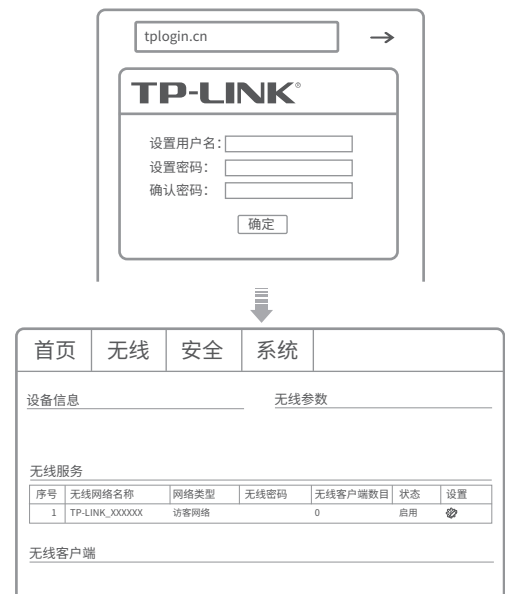 tplogin.cn
TP-LINK®
设置用户名：
设置密码：
确认密码：
确定
首页 无线 安全 系统
设备信息 无线参数
无线服务
序号 无线网络名称 网络类型 无线密码 无线客户端数目 状态 设置
1 TP-LINK_XXXXXX 访客网络 0 启用
无线客户端